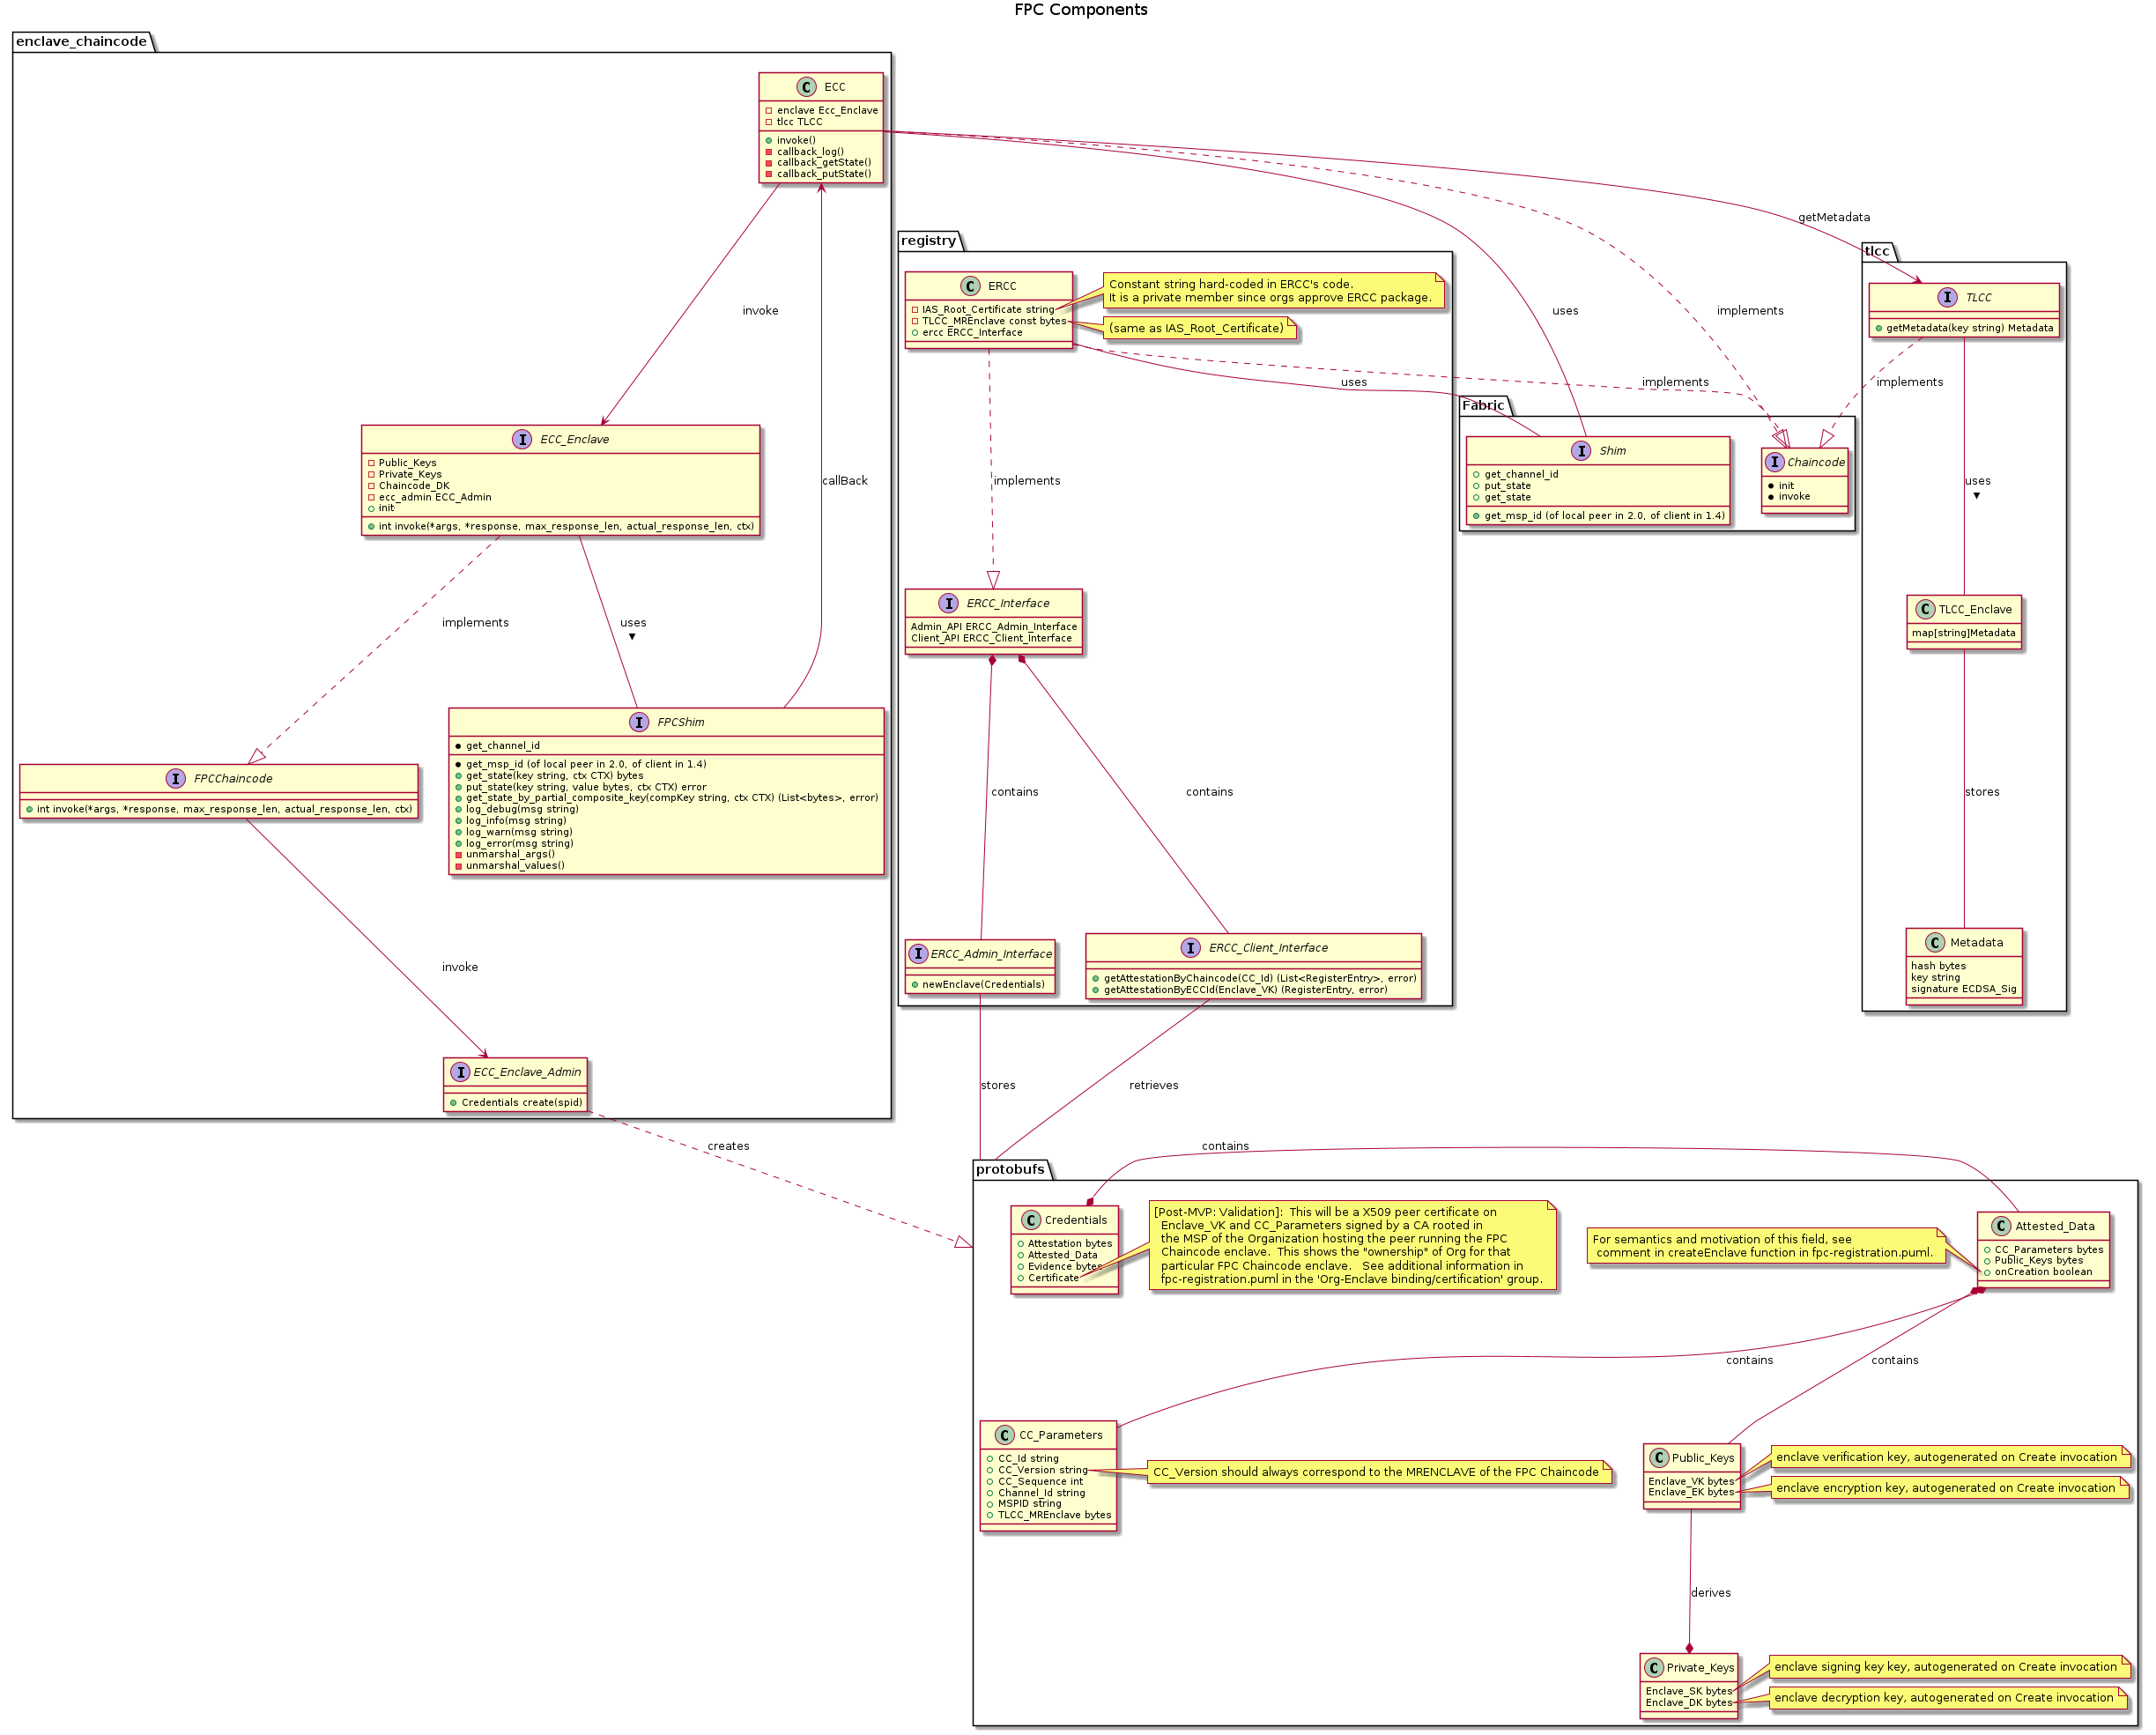 FPC Components
enclave_chaincode
C ECC
enclave Ecc_Enclave
tlcc TLCC
invoke()
callback_log()
callback_getState()
callback_putState()
getMetadata
registry
tlcc
C ERCC
IAS_Root_Certificate string
TLCC_MREnclave const bytes
ercc ERCC_Interface
Constant string hard-coded in ERCC's code.
It is a private member since orgs approve ERCC package.
(same as IAS_Root_Certificate)
I TLCC
getMetadata(key string) Metadata
invoke
uses
implements
uses
implements
implements
Fabric
I Shim
get_channel_id
put_state
get_state
get_msp_id (of local peer in 2.0, of client in 1.4)
I Chaincode
init
invoke
I ECC_Enclave
Public_Keys
Private_Keys
Chaincode_DK
ecc_admin ECC_Admin
init
int invoke(*args, *response, max_response_len, actual_response_len, ctx)
callBack
implements
uses
implements
uses
I ERCC_Interface
Admin_API ERCC_Admin_Interface
Client_API ERCC_Client_Interface
C TLCC_Enclave
map[string]Metadata
I FPCChaincode
int invoke(*args, *response, max_response_len, actual_response_len, ctx)
I FPCShim
get_channel_id
get_msp_id (of local peer in 2.0, of client in 1.4)
get_state(key string, ctx CTX) bytes
put_state(key string, value bytes, ctx CTX) error
get_state_by_partial_composite_key(compKey string, ctx CTX) (List<bytes>, error)
log_debug(msg string)
log_info(msg string)
log_warn(msg string)
log_error(msg string)
unmarshal_args()
unmarshal_values()
contains
contains
stores
invoke
I ERCC_Admin_Interface
newEnclave(Credentials)
I ERCC_Client_Interface
getAttestationByChaincode(CC_Id) (List<RegisterEntry>, error)
getAttestationByECCId(Enclave_VK) (RegisterEntry, error)
C Metadata
hash bytes
key string
signature ECDSA_Sig
I ECC_Enclave_Admin
Credentials create(spid)
stores
retrieves
creates
contains
protobufs
C Credentials
Attestation bytes
Attested_Data
Evidence bytes
Certificate
[Post-MVP: Validation]:  This will be a X509 peer certificate on
Enclave_VK and CC_Parameters signed by a CA rooted in
the MSP of the Organization hosting the peer running the FPC
Chaincode enclave.  This shows the "ownership" of Org for that
particular FPC Chaincode enclave.   See additional information in
fpc-registration.puml in the 'Org-Enclave binding/certification' group.
For semantics and motivation of this field, see
comment in createEnclave function in fpc-registration.puml.
C Attested_Data
CC_Parameters bytes
Public_Keys bytes
onCreation boolean
contains
contains
C CC_Parameters
CC_Id string
CC_Version string
CC_Sequence int
Channel_Id string
MSPID string
TLCC_MREnclave bytes
CC_Version should always correspond to the MRENCLAVE of the FPC Chaincode
C Public_Keys
Enclave_VK bytes
Enclave_EK bytes
enclave verification key, autogenerated on Create invocation
enclave encryption key, autogenerated on Create invocation
derives
C Private_Keys
Enclave_SK bytes
Enclave_DK bytes
enclave signing key key, autogenerated on Create invocation
enclave decryption key, autogenerated on Create invocation